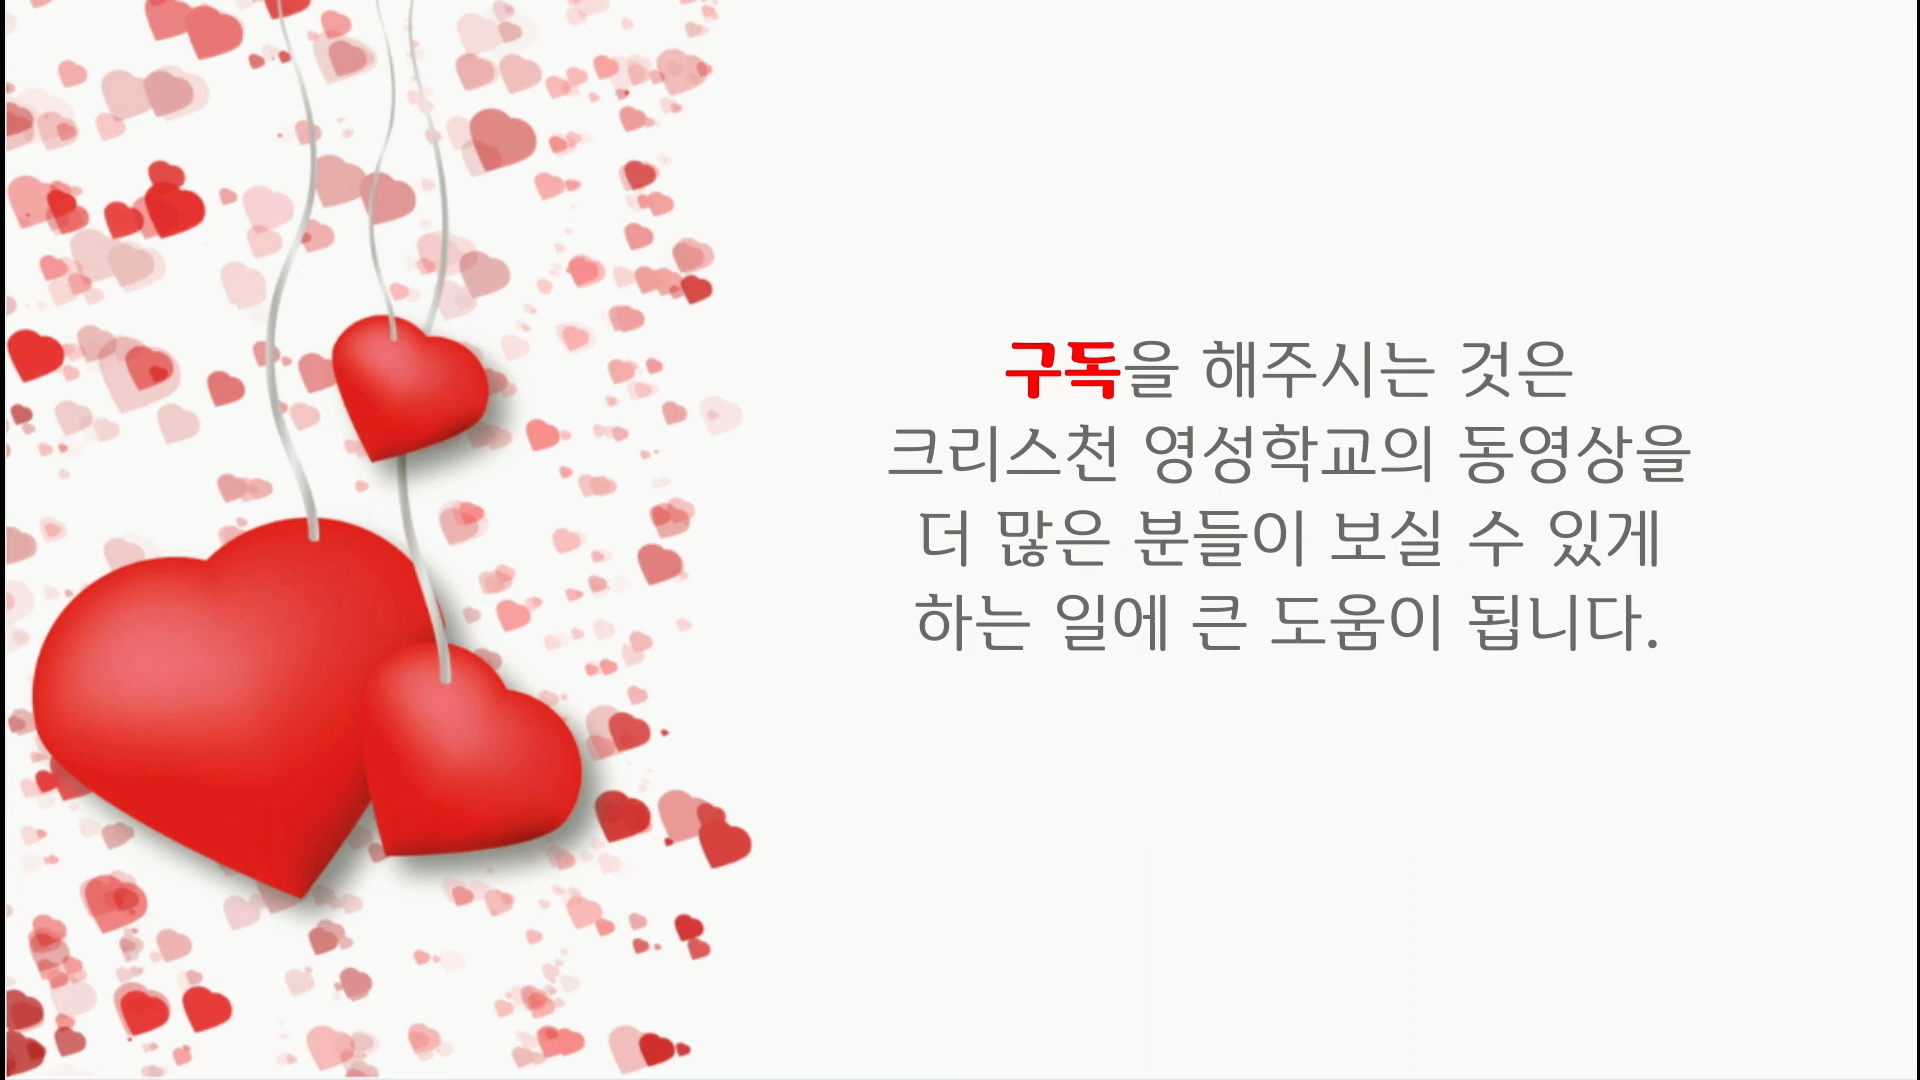 구독을 해주시는 것은
크리스천 영성학교의 동영상을
더 많은 분들이 보실 수 있게
하는 일에 큰 도움이 됩니다.